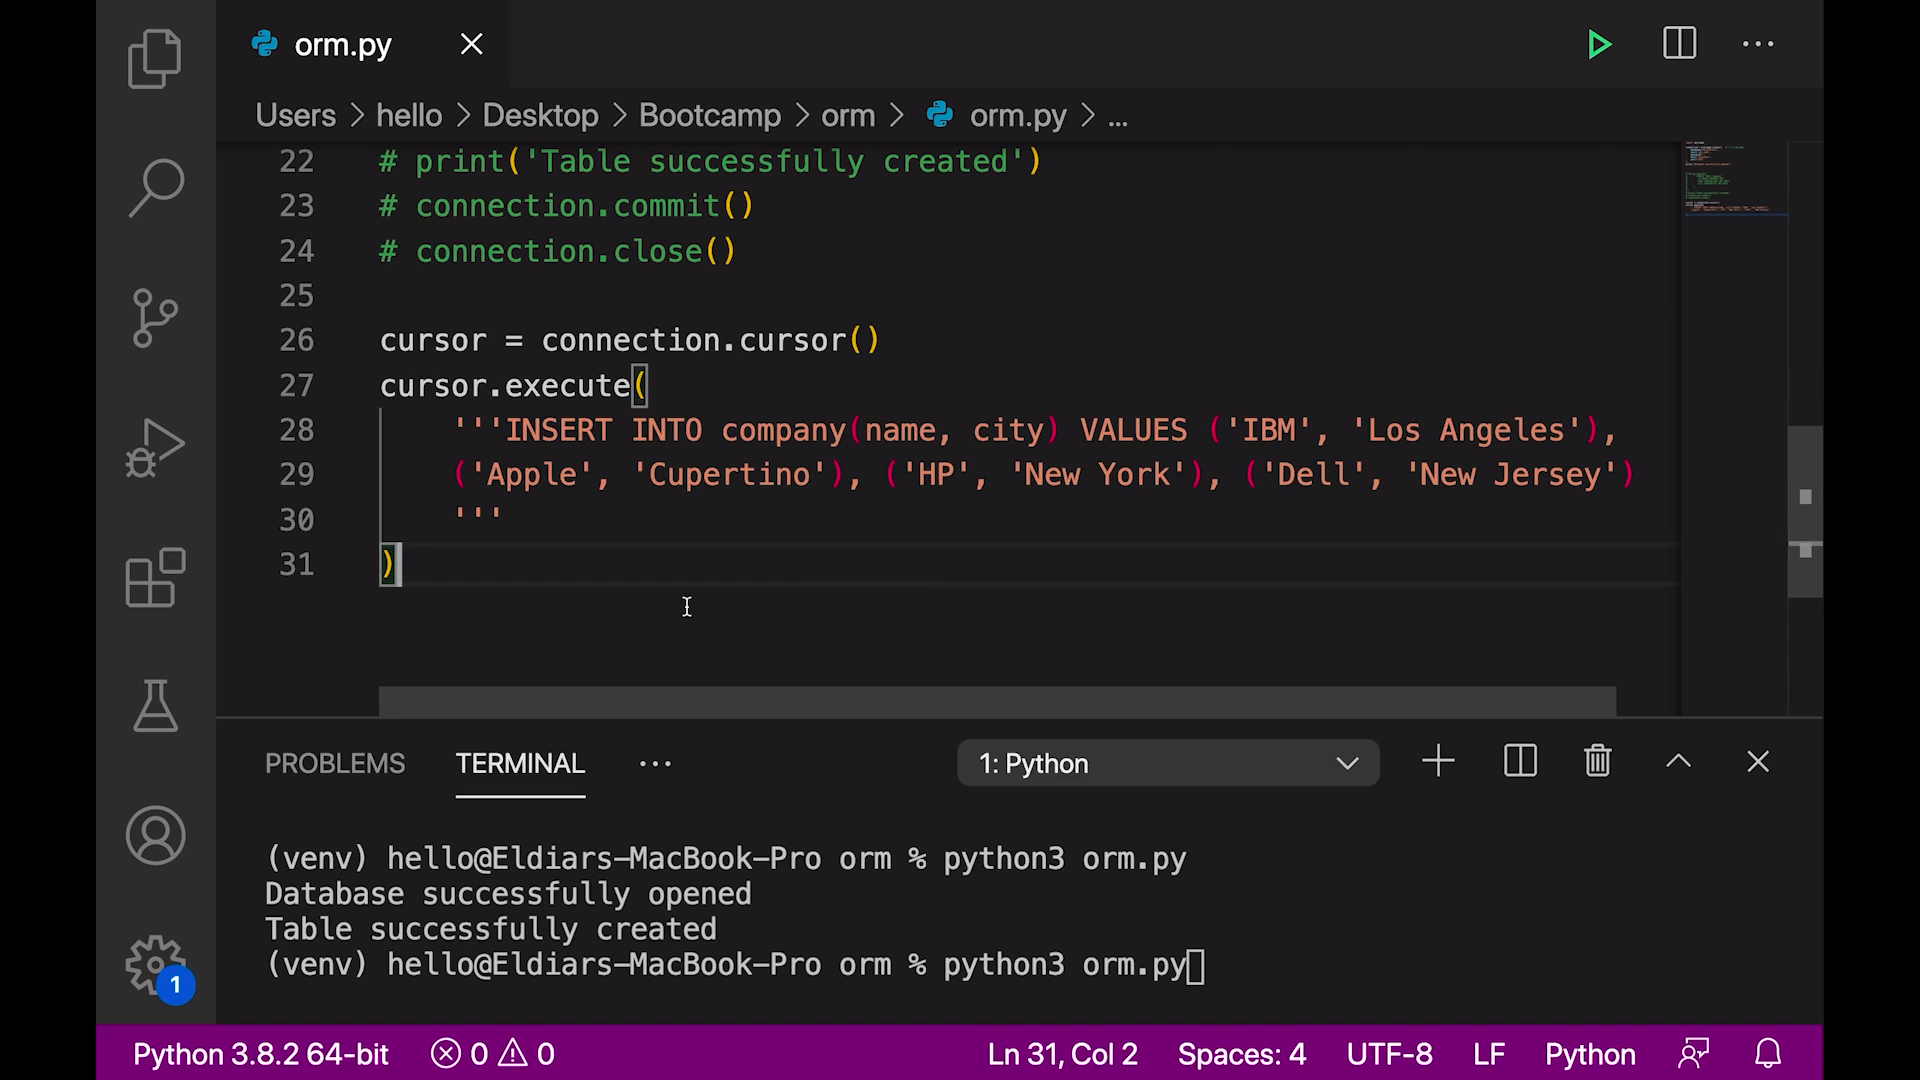 orm.py
Users > hello > Desktop > Bootcamp > orm > orm.py > ...
22 # print('Table successfully created')
23 # connection.commit()
24 # connection.close()
25
26 cursor = connection.cursor()
27 cursor.execute(
28 '''INSERT INTO company(name, city) VALUES ('IBM', 'Los Angeles'),
29 ('Apple', 'Cupertino'), ('HP', 'New York'), ('Dell', 'New Jersey')
30 '''
31 )
PROBLEMS TERMINAL ... 1: Python
(venv) hello@Eldiars-MacBook-Pro orm % python3 orm.py
Database successfully opened
Table successfully created
(venv) hello@Eldiars-MacBook-Pro orm % python3 orm.py
1
Python 3.8.2 64-bit 0 0 Ln 31, Col 2 Spaces: 4 UTF-8 LF Python